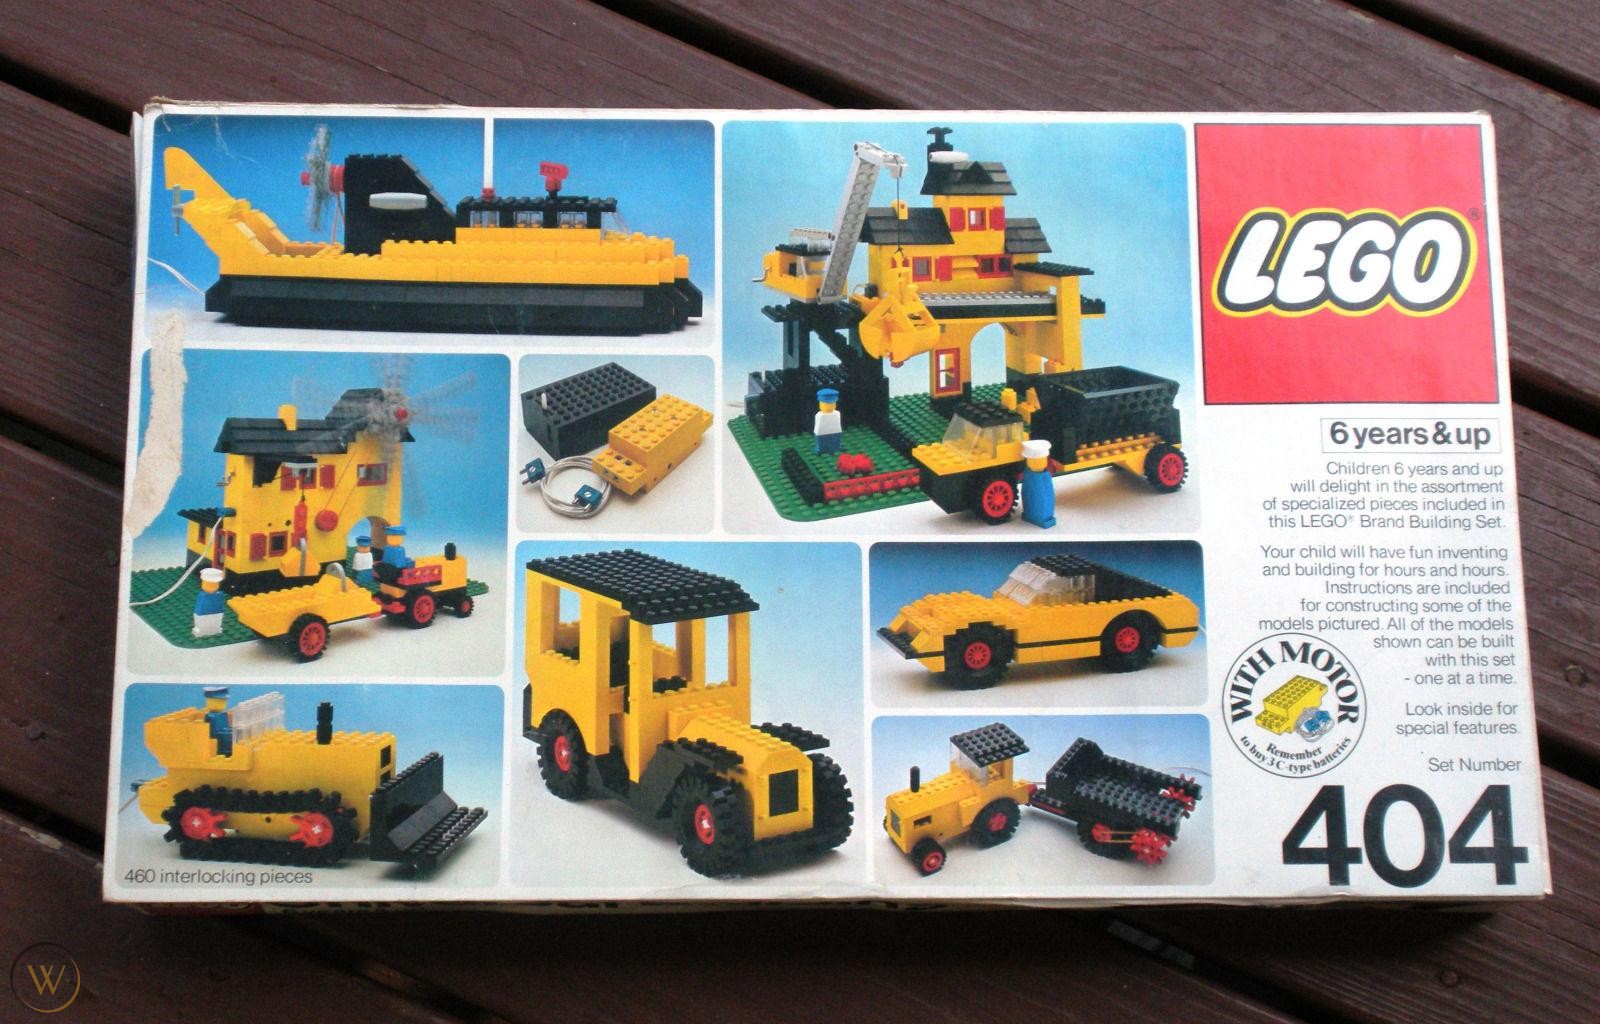 LEGO®
6 years & up
Children 6 years and up
will delight in the assortment
of specialized pieces included in
this LEGO® Brand Building Set.
Your child will have fun inventing
and building for hours and hours.
Instructions are included
for constructing some of the
models pictured. All of the models
shown can be built
with this set
- one at a time.
WITH MOTOR
Remember
to buy 3 C-type batteries
Look inside for
special features.
Set Number
404
460 interlocking pieces
W